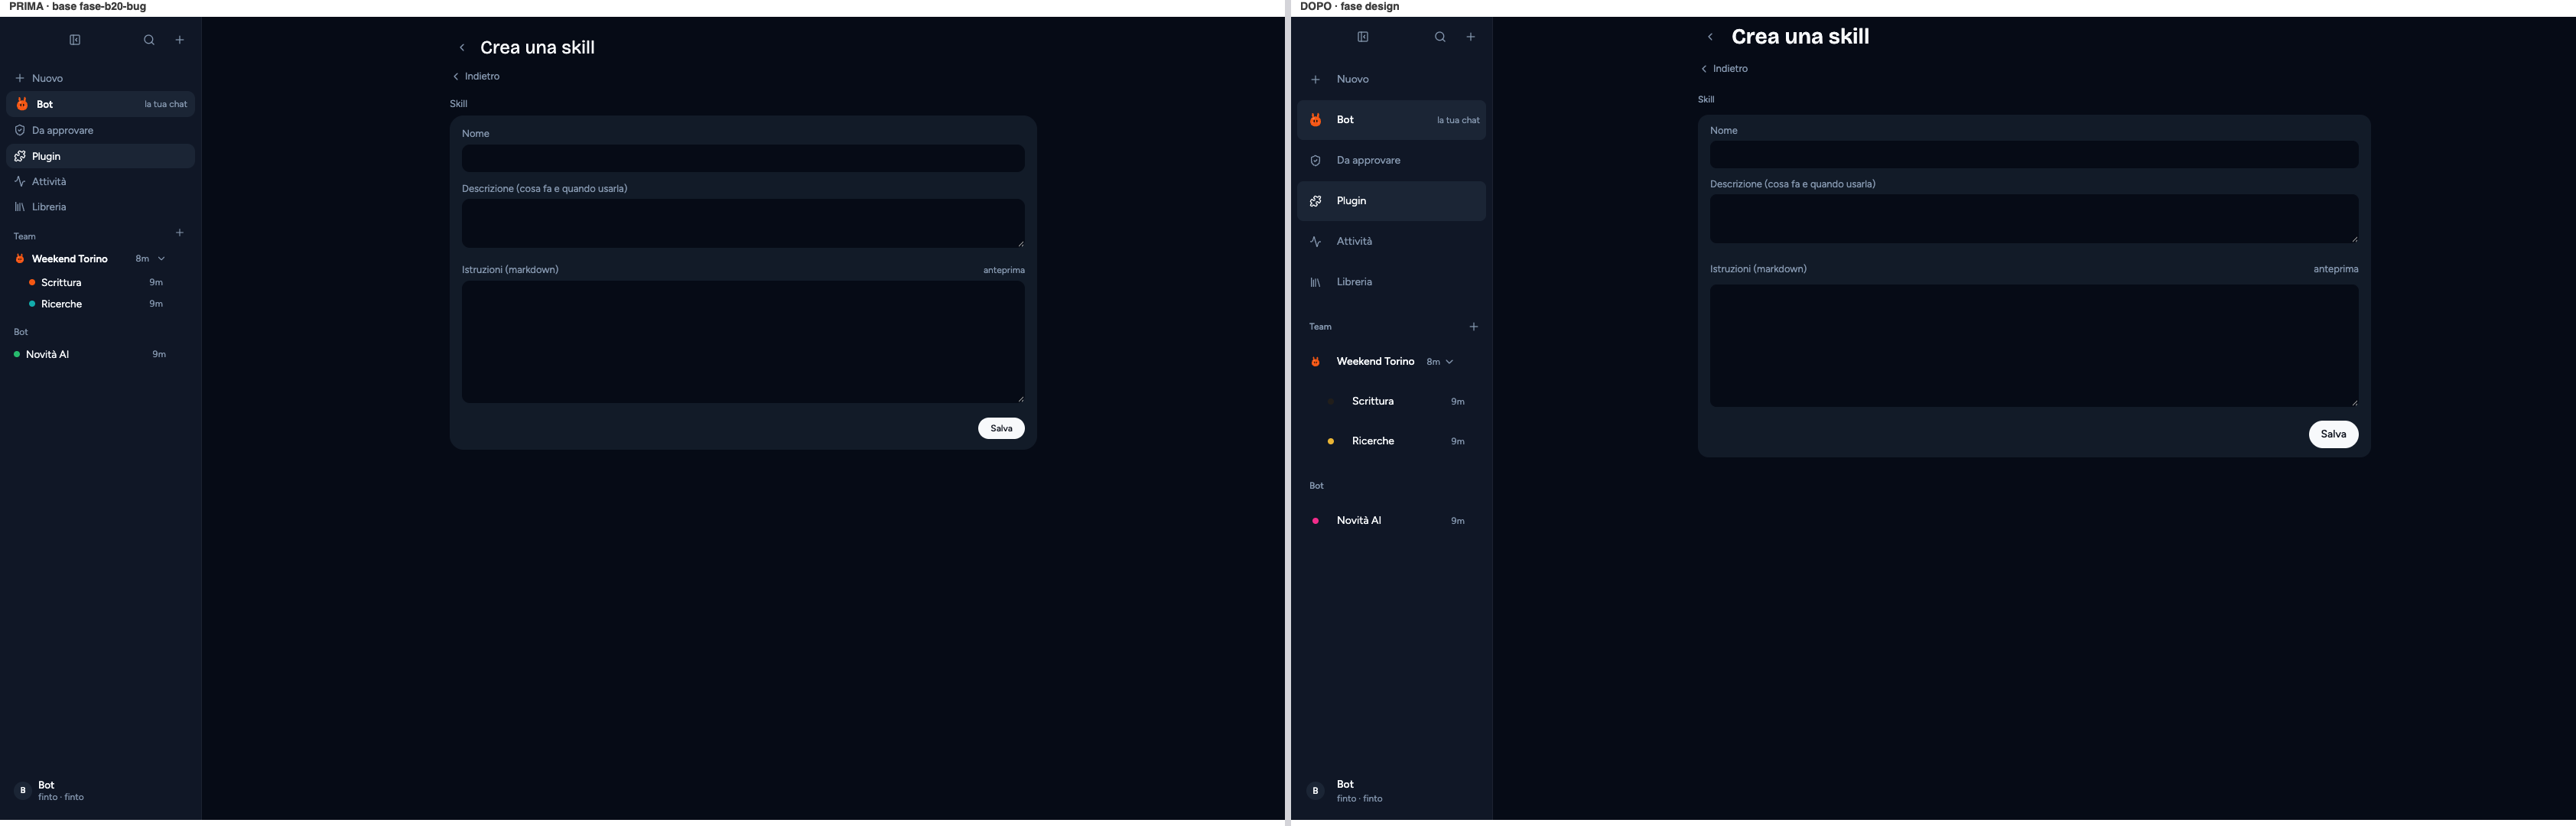 PRIMA · base fase-b20-bug
Nuovo
Bot la tua chat
Da approvare
Plugin
Attività
Libreria
Team
Weekend Torino 8m
Scrittura 9m
Ricerche 9m
Bot
Novità AI 9m
B
Bot
finto · finto
Crea una skill
Indietro
Skill
Nome
Descrizione (cosa fa e quando usarla)
Istruzioni (markdown) anteprima
Salva
DOPO · fase design
Nuovo
Bot la tua chat
Da approvare
Plugin
Attività
Libreria
Team
Weekend Torino 8m
Scrittura 9m
Ricerche 9m
Bot
Novità AI 9m
B
Bot
finto · finto
Crea una skill
Indietro
Skill
Nome
Descrizione (cosa fa e quando usarla)
Istruzioni (markdown) anteprima
Salva